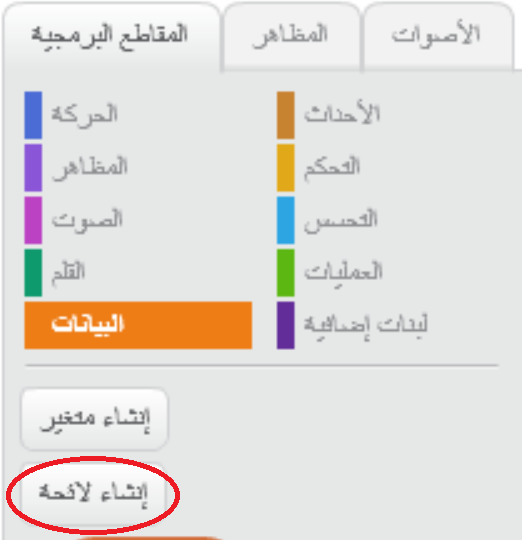 المقاطع البرمجية
المظاهر
الأصوات
الحركة
الأحداث
المظاهر
التحكم
الصوت
التحسس
القلم
العمليات
البيانات
لبنات إضافية
إنشاء متغير
إنشاء لائحة